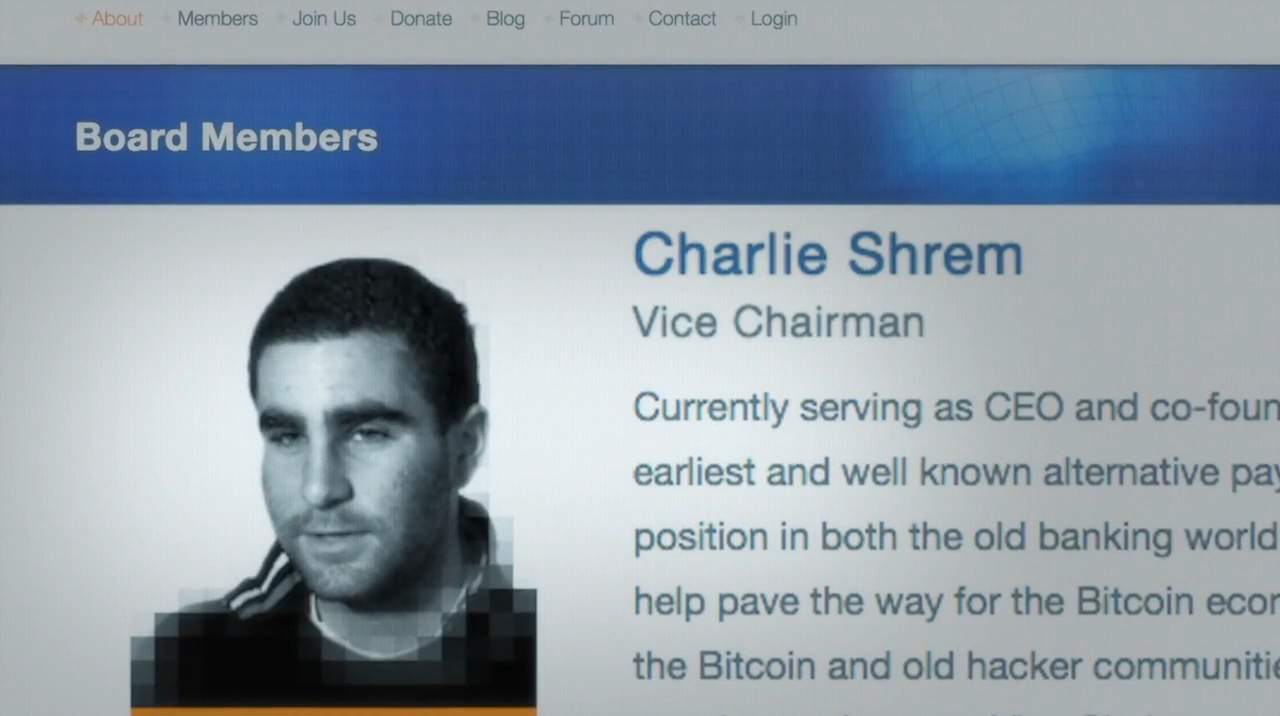 About Members Join Us Donate Blog Forum Contact Login
Board Members
Charlie Shrem
Vice Chairman
Currently serving as CEO and co-foun
earliest and well known alternative pay
position in both the old banking world
help pave the way for the Bitcoin econ
the Bitcoin and old hacker communitie